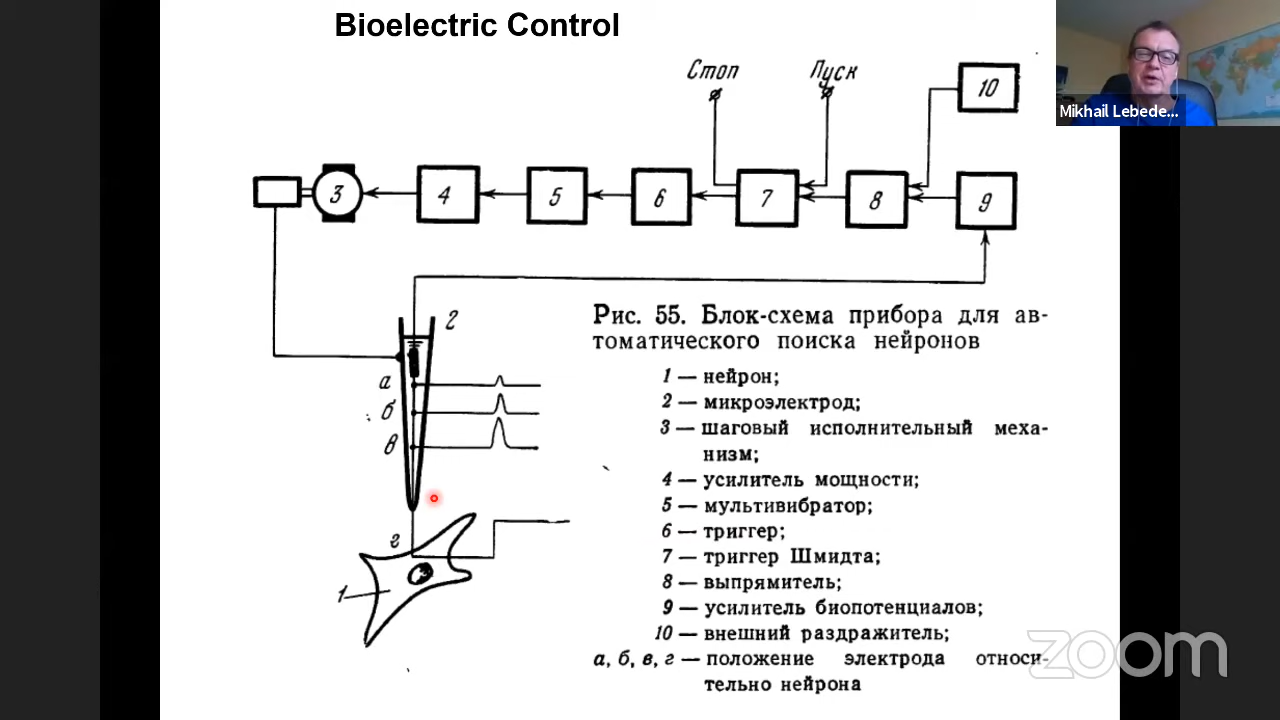 Bioelectric Control
Стоп
Пуск
10
Mikhail Lebede...
3
4
5
6
7
8
9
2
а
б
в
г
1
Рис. 55. Блок-схема прибора для ав-
томатического поиска нейронов
1 — нейрон;
2 — микроэлектрод;
3 — шаговый исполнительный меха-
низм;
4 — усилитель мощности;
5 — мультивибратор;
6 — триггер;
7 — триггер Шмидта;
8 — выпрямитель;
9 — усилитель биопотенциалов;
10 — внешний раздражитель;
а, б, в, г — положение электрода относи-
тельно нейрона
zoom